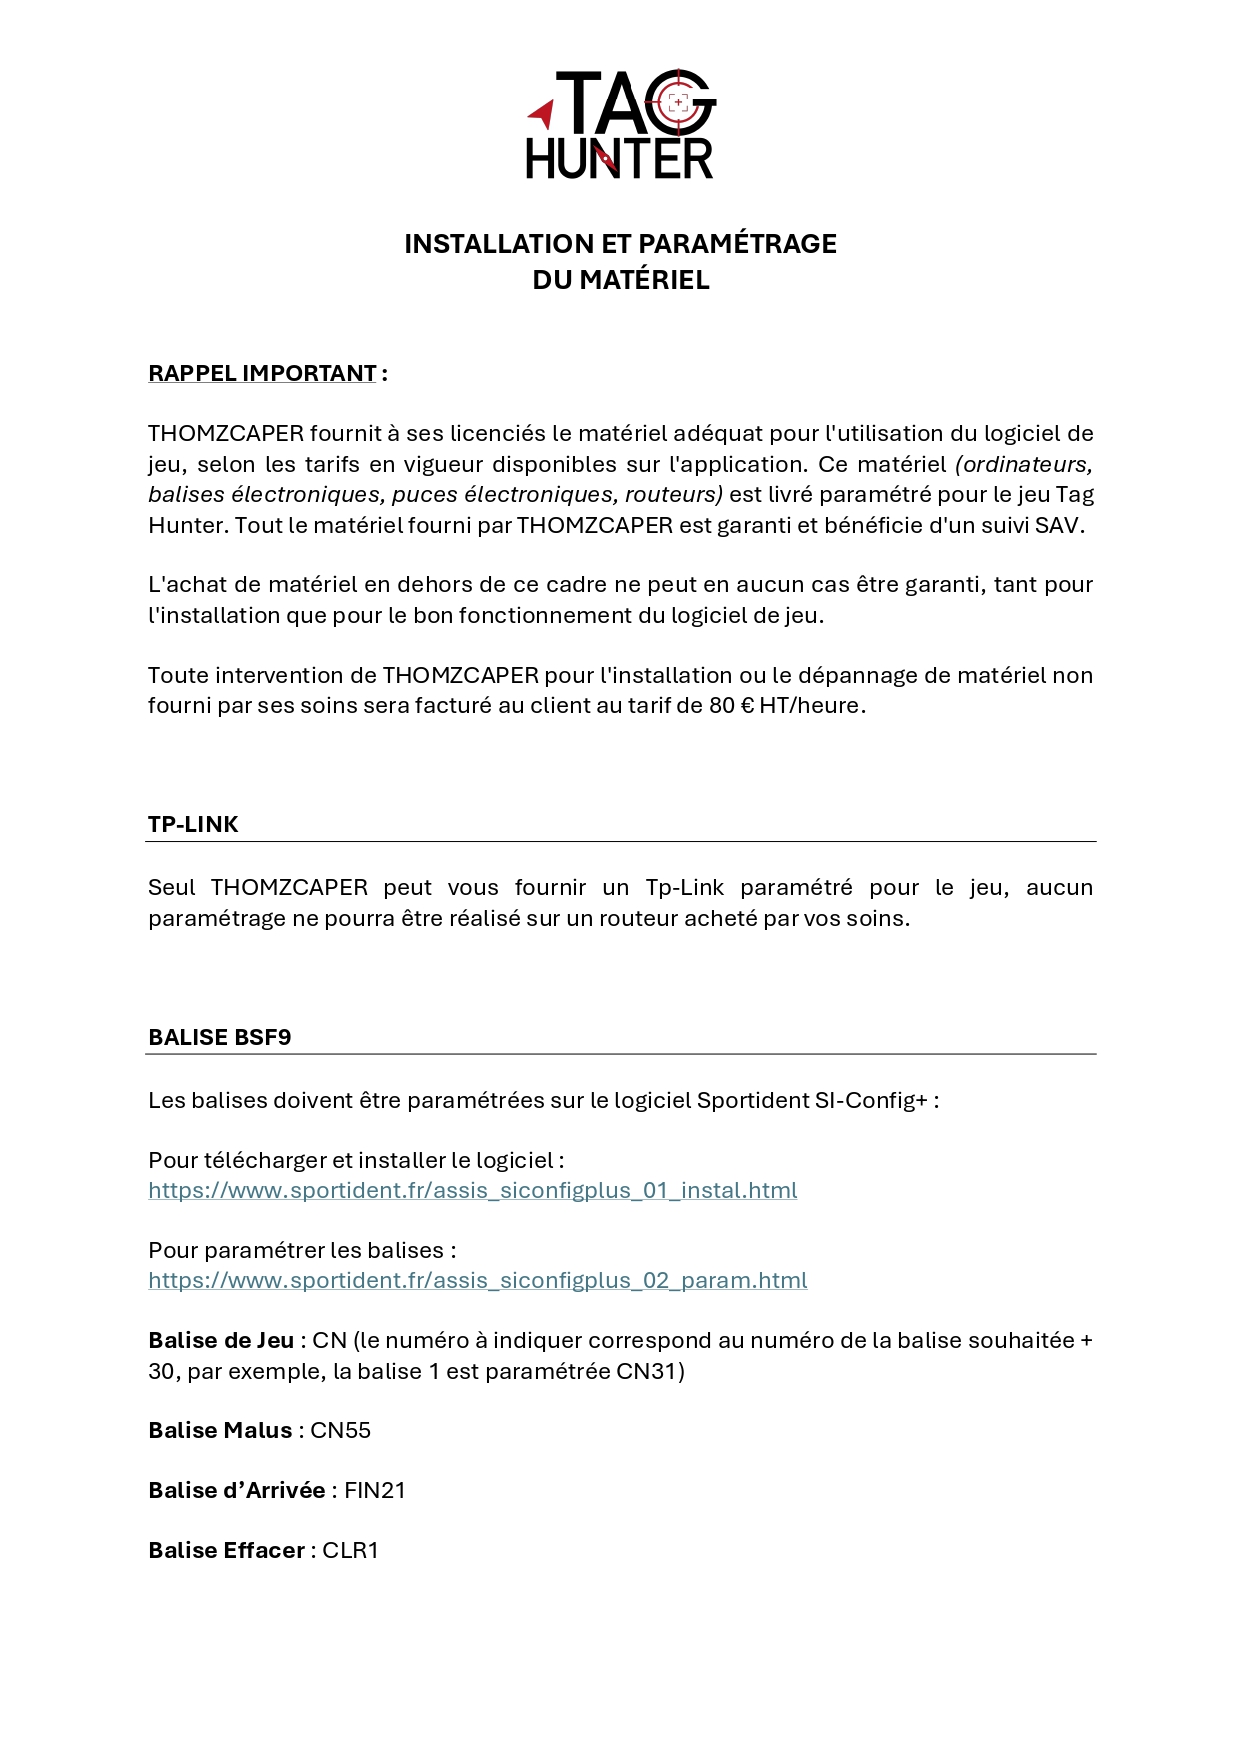 TAG
HUNTER
INSTALLATION ET PARAMÉTRAGE
DU MATÉRIEL
RAPPEL IMPORTANT :
THOMZCAPER fournit à ses licenciés le matériel adéquat pour l'utilisation du logiciel de
jeu, selon les tarifs en vigueur disponibles sur l'application. Ce matériel (ordinateurs,
balises électroniques, puces électroniques, routeurs) est livré paramétré pour le jeu Tag
Hunter. Tout le matériel fourni par THOMZCAPER est garanti et bénéficie d'un suivi SAV.
L'achat de matériel en dehors de ce cadre ne peut en aucun cas être garanti, tant pour
l'installation que pour le bon fonctionnement du logiciel de jeu.
Toute intervention de THOMZCAPER pour l'installation ou le dépannage de matériel non
fourni par ses soins sera facturé au client au tarif de 80 € HT/heure.
TP-LINK
Seul THOMZCAPER peut vous fournir un Tp-Link paramétré pour le jeu, aucun
paramétrage ne pourra être réalisé sur un routeur acheté par vos soins.
BALISE BSF9
Les balises doivent être paramétrées sur le logiciel Sportident SI-Config+ :
Pour télécharger et installer le logiciel :
https://www.sportident.fr/assis_siconfigplus_01_instal.html
Pour paramétrer les balises :
https://www.sportident.fr/assis_siconfigplus_02_param.html
Balise de Jeu : CN (le numéro à indiquer correspond au numéro de la balise souhaitée +
30, par exemple, la balise 1 est paramétrée CN31)
Balise Malus : CN55
Balise d’Arrivée : FIN21
Balise Effacer : CLR1